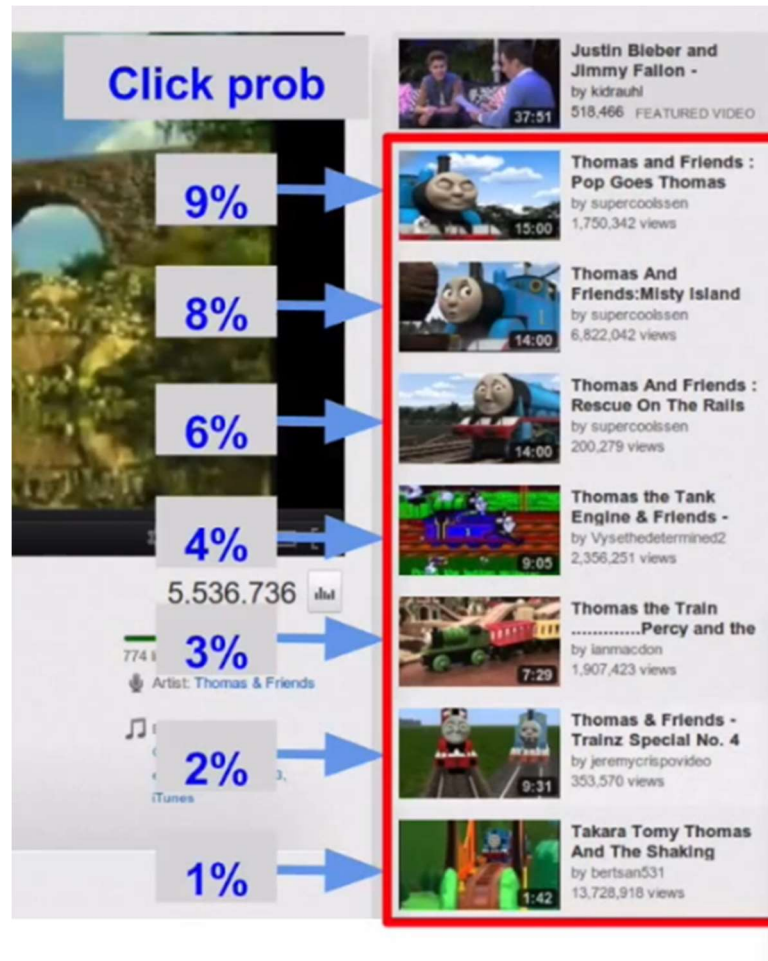 Click prob
9%
8%
6%
4%
5.536.736
3%
774
Artist: Thomas & Friends
2%
iTunes
1%
Justin Bieber and
Jimmy Fallon -
by kidrauhl
518,466 FEATURED VIDEO
37:51
Thomas and Friends :
Pop Goes Thomas
by supercoolssen
1,750,342 views
15:00
Thomas And
Friends:Misty Island
by supercoolssen
6,822,042 views
14:00
Thomas And Friends :
Rescue On The Rails
by supercoolssen
200,279 views
14:00
Thomas the Tank
Engine & Friends -
by Vysethedetermined2
2,356,251 views
9:05
Thomas the Train
.............Percy and the
by ianmacdon
1,907,423 views
7:29
Thomas & Friends -
Trainz Special No. 4
by jeremycrispovideo
353,570 views
9:31
Takara Tomy Thomas
And The Shaking
by bertsan531
13,728,918 views
1:42